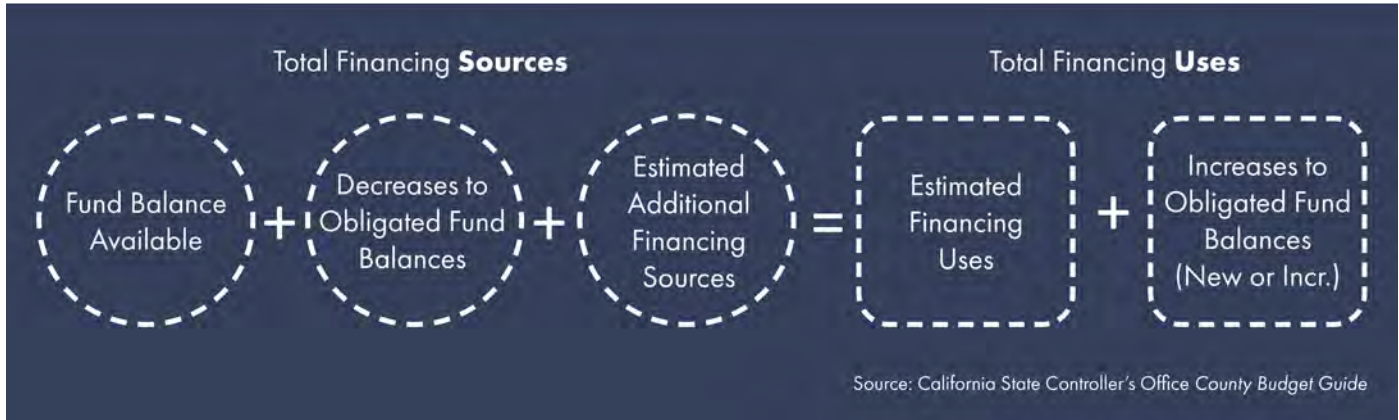 Total Financing Sources
Total Financing Uses
Fund Balance
Available
+
Decreases to
Obligated Fund
Balances
+
Estimated
Additional
Financing
Sources
=
Estimated
Financing
Uses
+
Increases to
Obligated Fund
Balances
(New or Incr.)
Source: California State Controller's Office County Budget Guide